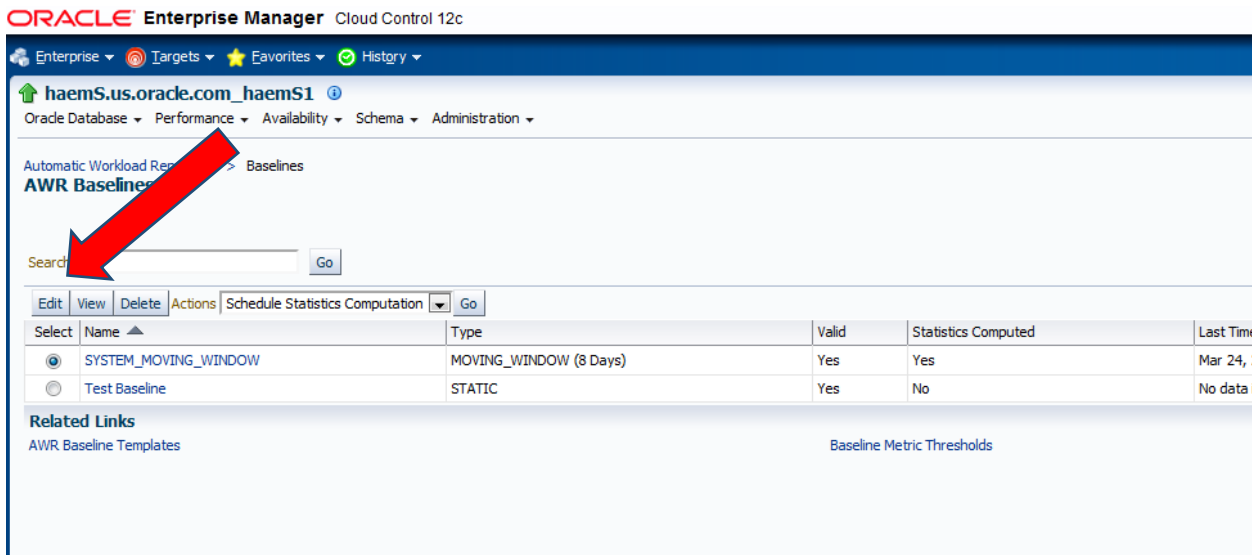 ORACLE Enterprise Manager Cloud Control 12c
Enterprise Targets Favorites History
haemS.us.oracle.com_haemS1
Oracle Database Performance Availability Schema Administration
Automatic Workload > Baselines
AWR Baselines
Search Go
Edit View Delete Actions Schedule Statistics Computation Go
Select Name Type Valid Statistics Computed Last Time
SYSTEM_MOVING_WINDOW MOVING_WINDOW (8 Days) Yes Yes Mar 24,
Test Baseline STATIC Yes No No data
Related Links
AWR Baseline Templates Baseline Metric Thresholds